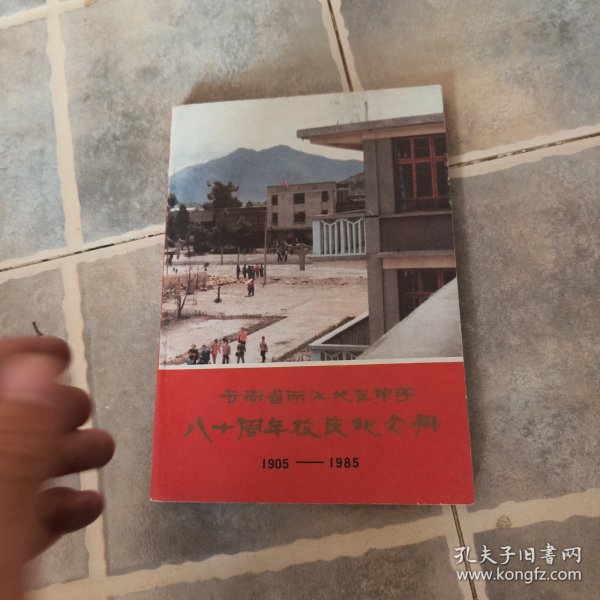 云南省丽江地区中学
八十周年校庆纪念册
1905——1985
孔夫子旧书网
www.kongfz.com